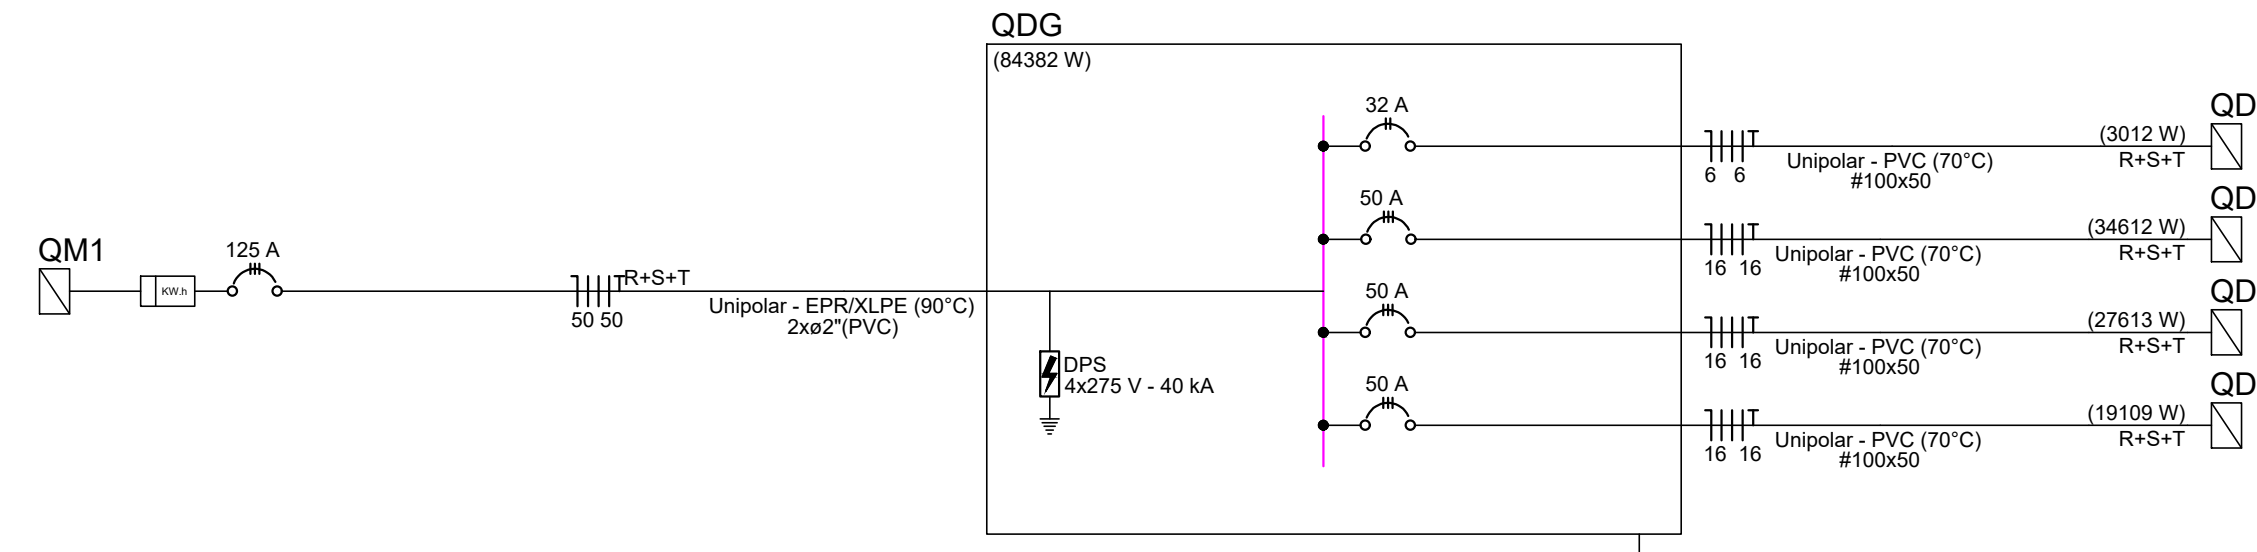 QDG
(84382 W)
32 A
QD
(3012 W)
Unipolar - PVC (70°C)
R+S+T
6 6
#100x50
50 A
QD
(34612 W)
Unipolar - PVC (70°C)
R+S+T
16 16
#100x50
QM1
125 A
KW.h
R+S+T
50 50
Unipolar - EPR/XLPE (90°C)
2xø2"(PVC)
50 A
QD
(27613 W)
Unipolar - PVC (70°C)
R+S+T
16 16
#100x50
DPS
4x275 V - 40 kA
50 A
QD
(19109 W)
Unipolar - PVC (70°C)
R+S+T
16 16
#100x50